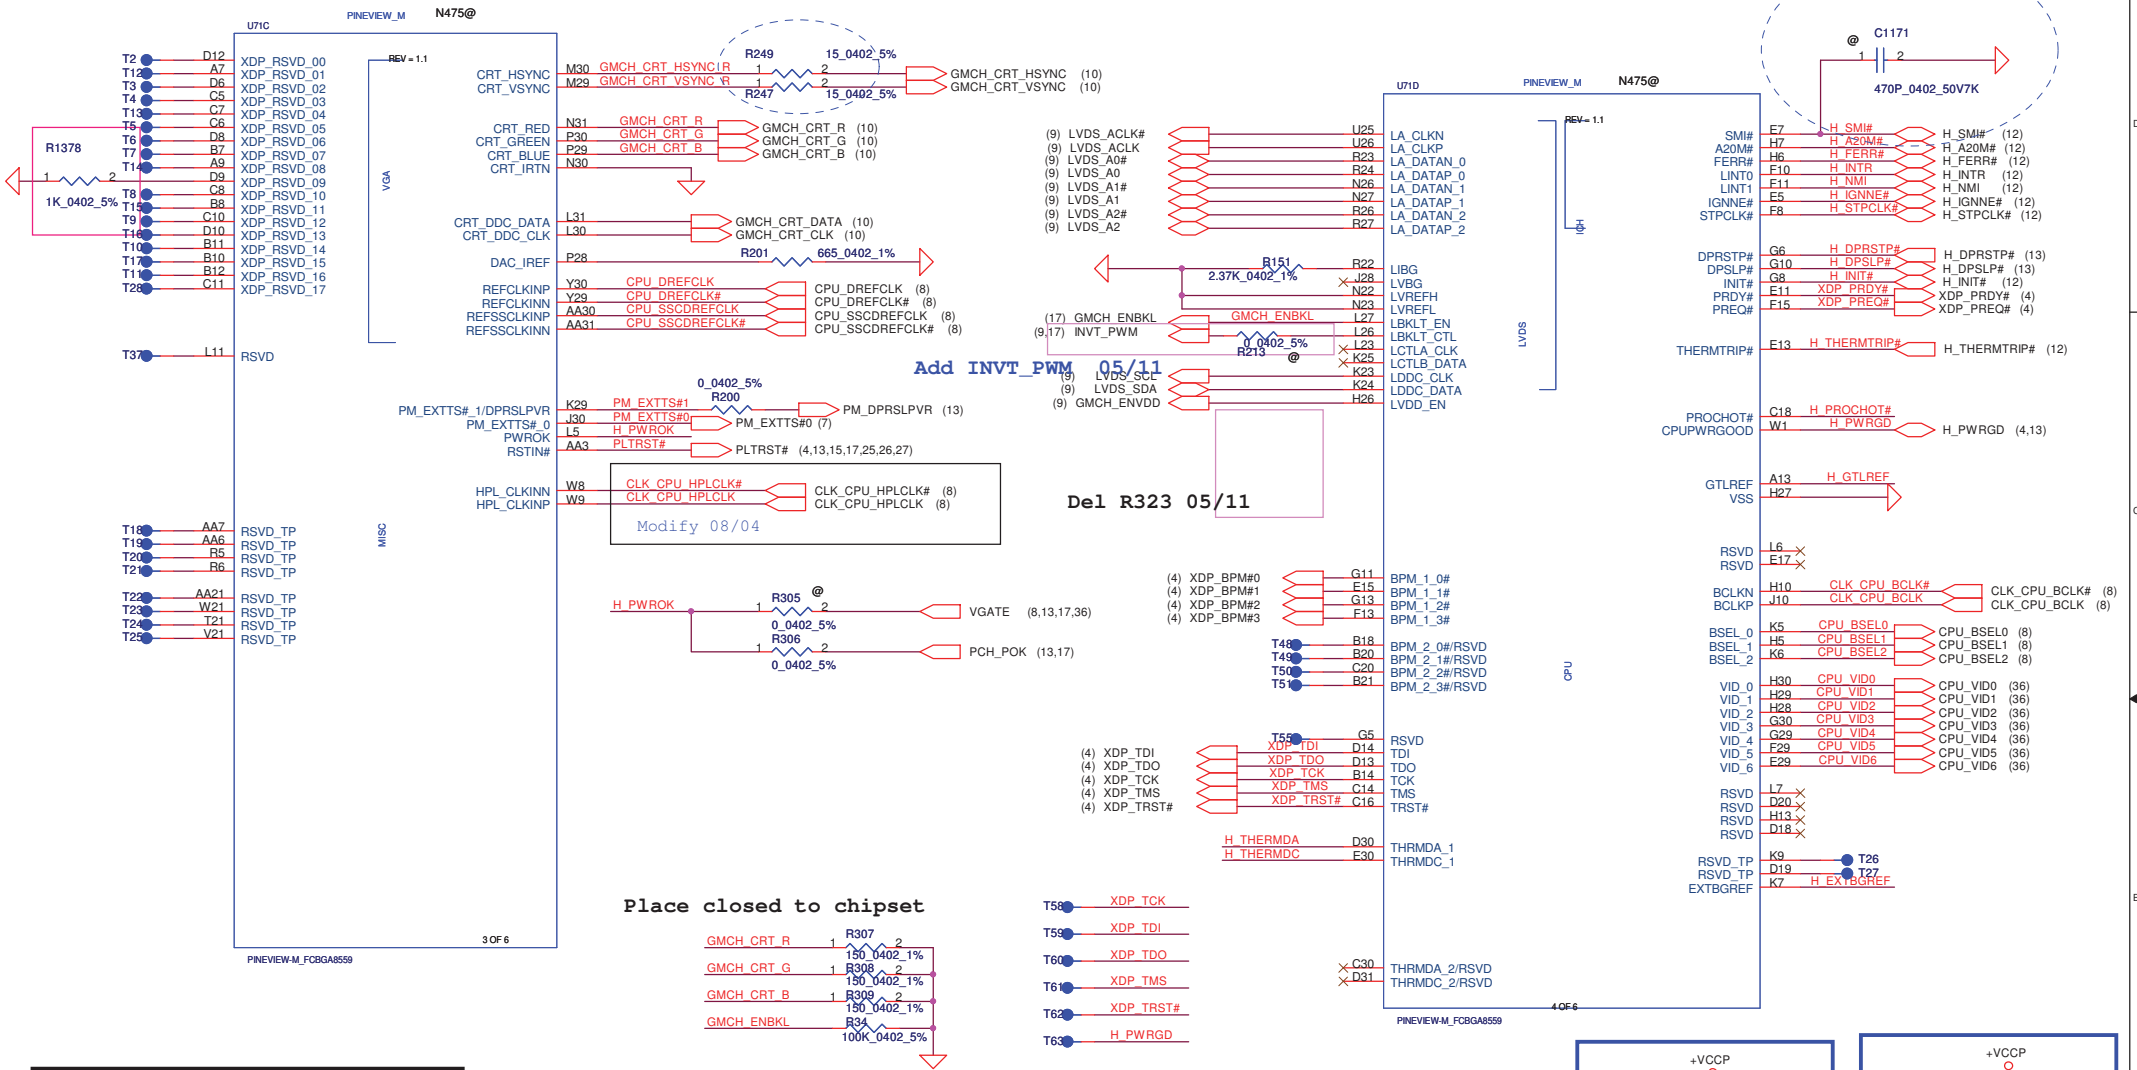 PINEVIEW_M N475@
U71C
REV = 1.1
VGA
MISC
T2 D12 XDP_RSVD_00
T12 A7 XDP_RSVD_01
T3 D6 XDP_RSVD_02
T4 C5 XDP_RSVD_03
T13 C7 XDP_RSVD_04
T5 C6 XDP_RSVD_05
T6 D8 XDP_RSVD_06
T7 B7 XDP_RSVD_07
T14 A9 XDP_RSVD_08
D9 XDP_RSVD_09
T8 C8 XDP_RSVD_10
T15 B8 XDP_RSVD_11
T9 C10 XDP_RSVD_12
T16 D10 XDP_RSVD_13
T10 B11 XDP_RSVD_14
T17 B10 XDP_RSVD_15
T11 B12 XDP_RSVD_16
T28 C11 XDP_RSVD_17
R1378
1 2
1K_0402_5%
T37 L11 RSVD
T18 AA7 RSVD_TP
T19 AA6 RSVD_TP
T20 R5 RSVD_TP
T21 R6 RSVD_TP
T22 AA21 RSVD_TP
T23 W21 RSVD_TP
T24 T21 RSVD_TP
T25 V21 RSVD_TP
R249 15_0402_5%
CRT_HSYNC M30 GMCH_CRT_HSYNC_R 1 2 GMCH_CRT_HSYNC (10)
CRT_VSYNC M29 GMCH_CRT_VSYNC_R 1 2 GMCH_CRT_VSYNC (10)
R247 15_0402_5%
CRT_RED N31 GMCH_CRT_R GMCH_CRT_R (10)
CRT_GREEN P30 GMCH_CRT_G GMCH_CRT_G (10)
CRT_BLUE P29 GMCH_CRT_B GMCH_CRT_B (10)
CRT_IRTN N30
CRT_DDC_DATA L31 GMCH_CRT_DATA (10)
CRT_DDC_CLK L30 GMCH_CRT_CLK (10)
DAC_IREF P28 R201 665_0402_1%
REFCLKINP Y30 CPU_DREFCLK CPU_DREFCLK (8)
REFCLKINN Y29 CPU_DREFCLK# CPU_DREFCLK# (8)
REFSSCLKINP AA30 CPU_SSCDREFCLK CPU_SSCDREFCLK (8)
REFSSCLKINN AA31 CPU_SSCDREFCLK# CPU_SSCDREFCLK# (8)
0_0402_5%
R200
PM_EXTTS#_1/DPRSLPVR K29 PM_EXTTS#1 PM_DPRSLPVR (13)
PM_EXTTS#_0 J30 PM_EXTTS#0 PM_EXTTS#0 (7)
PWROK L5 H_PWROK
RSTIN# AA3 PLTRST# PLTRST# (4,13,15,17,25,26,27)
HPL_CLKINN W8 CLK_CPU_HPLCLK# CLK_CPU_HPLCLK# (8)
HPL_CLKINP W9 CLK_CPU_HPLCLK CLK_CPU_HPLCLK (8)
Modify 08/04
3 OF 6
PINEVIEW-M_FCBGA8559
H_PWROK R305 @
1 2 VGATE (8,13,17,36)
0_0402_5%
R306
1 2 PCH_POK (13,17)
0_0402_5%
Place closed to chipset
GMCH_CRT_R 1 R307 2
150_0402_1%
GMCH_CRT_G 1 R308 2
150_0402_1%
GMCH_CRT_B 1 R309 2
150_0402_1%
GMCH_ENBKL R34
100K_0402_5%
PINEVIEW_M N475@
U71D
REV = 1.1
ICH
LVDS
CPU
(9) LVDS_ACLK# U25 LA_CLKN
(9) LVDS_ACLK U26 LA_CLKP
(9) LVDS_A0# R23 LA_DATAN_0
(9) LVDS_A0 R24 LA_DATAP_0
(9) LVDS_A1# N26 LA_DATAN_1
(9) LVDS_A1 N27 LA_DATAP_1
(9) LVDS_A2# R26 LA_DATAN_2
(9) LVDS_A2 R27 LA_DATAP_2
R151 R22 LIBG
2.37K_0402_1%
J28 LVBG
N22 LVREFH
N23 LVREFL
(17) GMCH_ENBKL GMCH_ENBKL L27 LBKLT_EN
(9,17) INVT_PWM L26 LBKLT_CTL
0_0402_5%
R213 @
L23 LCTLA_CLK
K25 LCTLB_DATA
Add INVT_PWM 05/11
(9) LVDS_SCL K23 LDDC_CLK
(9) LVDS_SDA K24 LDDC_DATA
(9) GMCH_ENVDD H26 LVDD_EN
Del R323 05/11
(4) XDP_BPM#0 G11 BPM_1_0#
(4) XDP_BPM#1 E15 BPM_1_1#
(4) XDP_BPM#2 G13 BPM_1_2#
(4) XDP_BPM#3 F13 BPM_1_3#
T48 B18 BPM_2_0#/RSVD
T49 B20 BPM_2_1#/RSVD
T50 C20 BPM_2_2#/RSVD
T51 B21 BPM_2_3#/RSVD
T55 G5 RSVD
(4) XDP_TDI XDP_TDI D14 TDI
(4) XDP_TDO XDP_TDO D13 TDO
(4) XDP_TCK XDP_TCK B14 TCK
(4) XDP_TMS XDP_TMS C14 TMS
(4) XDP_TRST# XDP_TRST# C16 TRST#
H_THERMDA D30 THRMDA_1
H_THERMDC E30 THRMDC_1
C30 THRMDA_2/RSVD
D31 THRMDC_2/RSVD
T58 XDP_TCK
T59 XDP_TDI
T60 XDP_TDO
T61 XDP_TMS
T62 XDP_TRST#
T63 H_PWRGD
4 OF 6
PINEVIEW-M_FCBGA8559
C1171
@
1 2
470P_0402_50V7K
SMI# E7 H_SMI# H_SMI# (12)
A20M# H7 H_A20M# H_A20M# (12)
FERR# H6 H_FERR# H_FERR# (12)
LINT0 F10 H_INTR H_INTR (12)
LINT1 F11 H_NMI H_NMI (12)
IGNNE# E5 H_IGNNE# H_IGNNE# (12)
STPCLK# F8 H_STPCLK# H_STPCLK# (12)
DPRSTP# G6 H_DPRSTP# H_DPRSTP# (13)
DPSLP# G10 H_DPSLP# H_DPSLP# (13)
INIT# G8 H_INIT# H_INIT# (12)
PRDY# E11 XDP_PRDY# XDP_PRDY# (4)
PREQ# F15 XDP_PREQ# XDP_PREQ# (4)
THERMTRIP# E13 H_THERMTRIP# H_THERMTRIP# (12)
PROCHOT# C18 H_PROCHOT#
CPUPWRGOOD W1 H_PWRGD H_PWRGD (4,13)
GTLREF A13 H_GTLREF
VSS H27
RSVD L6
RSVD E17
BCLKN H10 CLK_CPU_BCLK# CLK_CPU_BCLK# (8)
BCLKP J10 CLK_CPU_BCLK CLK_CPU_BCLK (8)
BSEL_0 K5 CPU_BSEL0 CPU_BSEL0 (8)
BSEL_1 H5 CPU_BSEL1 CPU_BSEL1 (8)
BSEL_2 K6 CPU_BSEL2 CPU_BSEL2 (8)
VID_0 H30 CPU_VID0 CPU_VID0 (36)
VID_1 H29 CPU_VID1 CPU_VID1 (36)
VID_2 H28 CPU_VID2 CPU_VID2 (36)
VID_3 G30 CPU_VID3 CPU_VID3 (36)
VID_4 G29 CPU_VID4 CPU_VID4 (36)
VID_5 F29 CPU_VID5 CPU_VID5 (36)
VID_6 E29 CPU_VID6 CPU_VID6 (36)
RSVD L7
RSVD D20
RSVD H13
RSVD D18
RSVD_TP K9 T26
RSVD_TP D19 T27
EXTBGREF K7 H_EXTBGREF
+VCCP
+VCCP